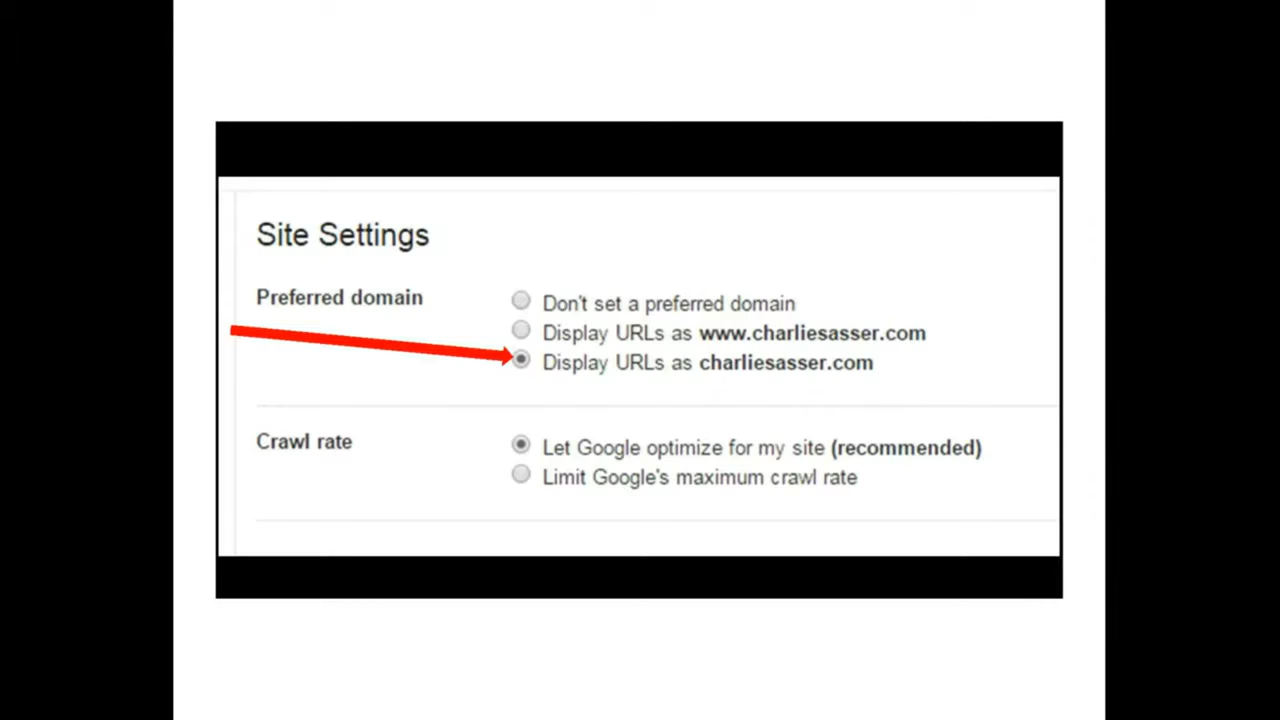 Site Settings
Preferred domain
Don't set a preferred domain
Display URLs as www.charliesasser.com
Display URLs as charliesasser.com
Crawl rate
Let Google optimize for my site (recommended)
Limit Google's maximum crawl rate